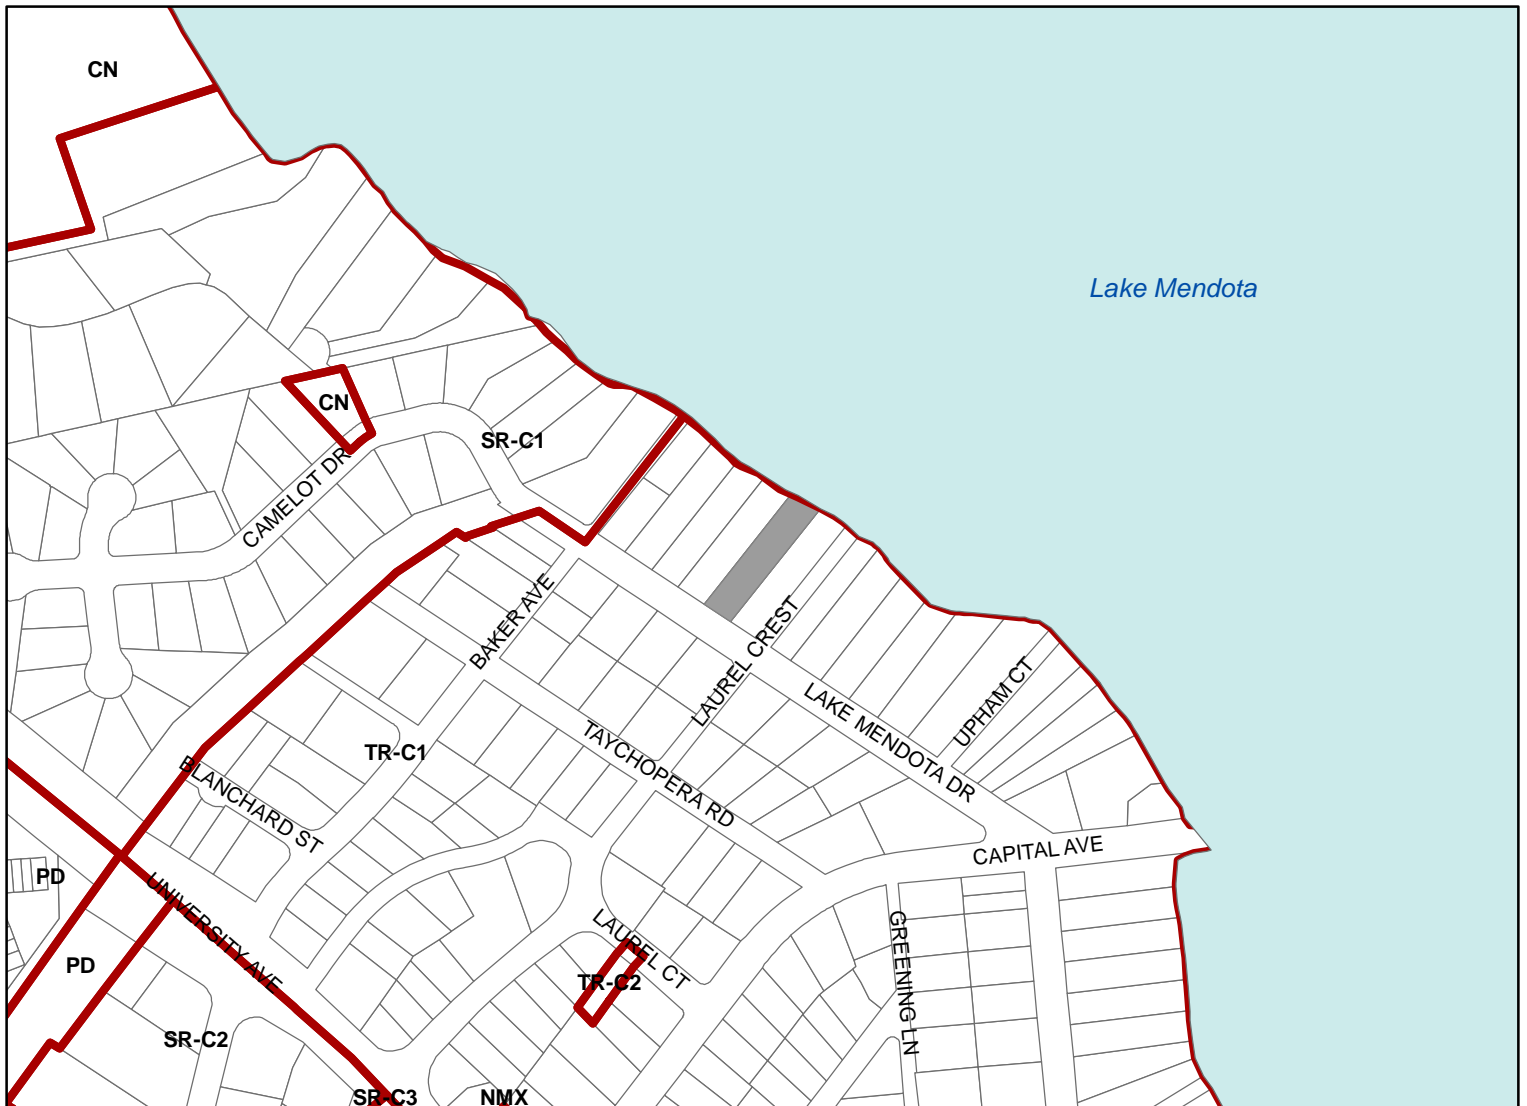 CN
Lake Mendota
CN
SR-C1
CAMELOT DR
BAKER AVE
LAUREL CREST
LAKE MENDOTA DR
UPHAM CT
TAYCHOPERA RD
TR-C1
BLANCHARD ST
CAPITAL AVE
PD
UNIVERSITY AVE
GREENING LN
LAUREL CT
PD
TR-C2
SR-C2
SR-C3
NMX